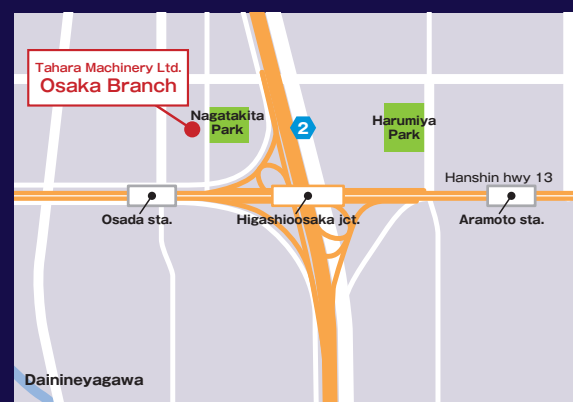 Tahara Machinery Ltd.
Osaka Branch
Nagatakita
Park
2
Harumiya
Park
Hanshin hwy 13
Osada sta.
Higashioosaka jct.
Aramoto sta.
Dainineyagawa